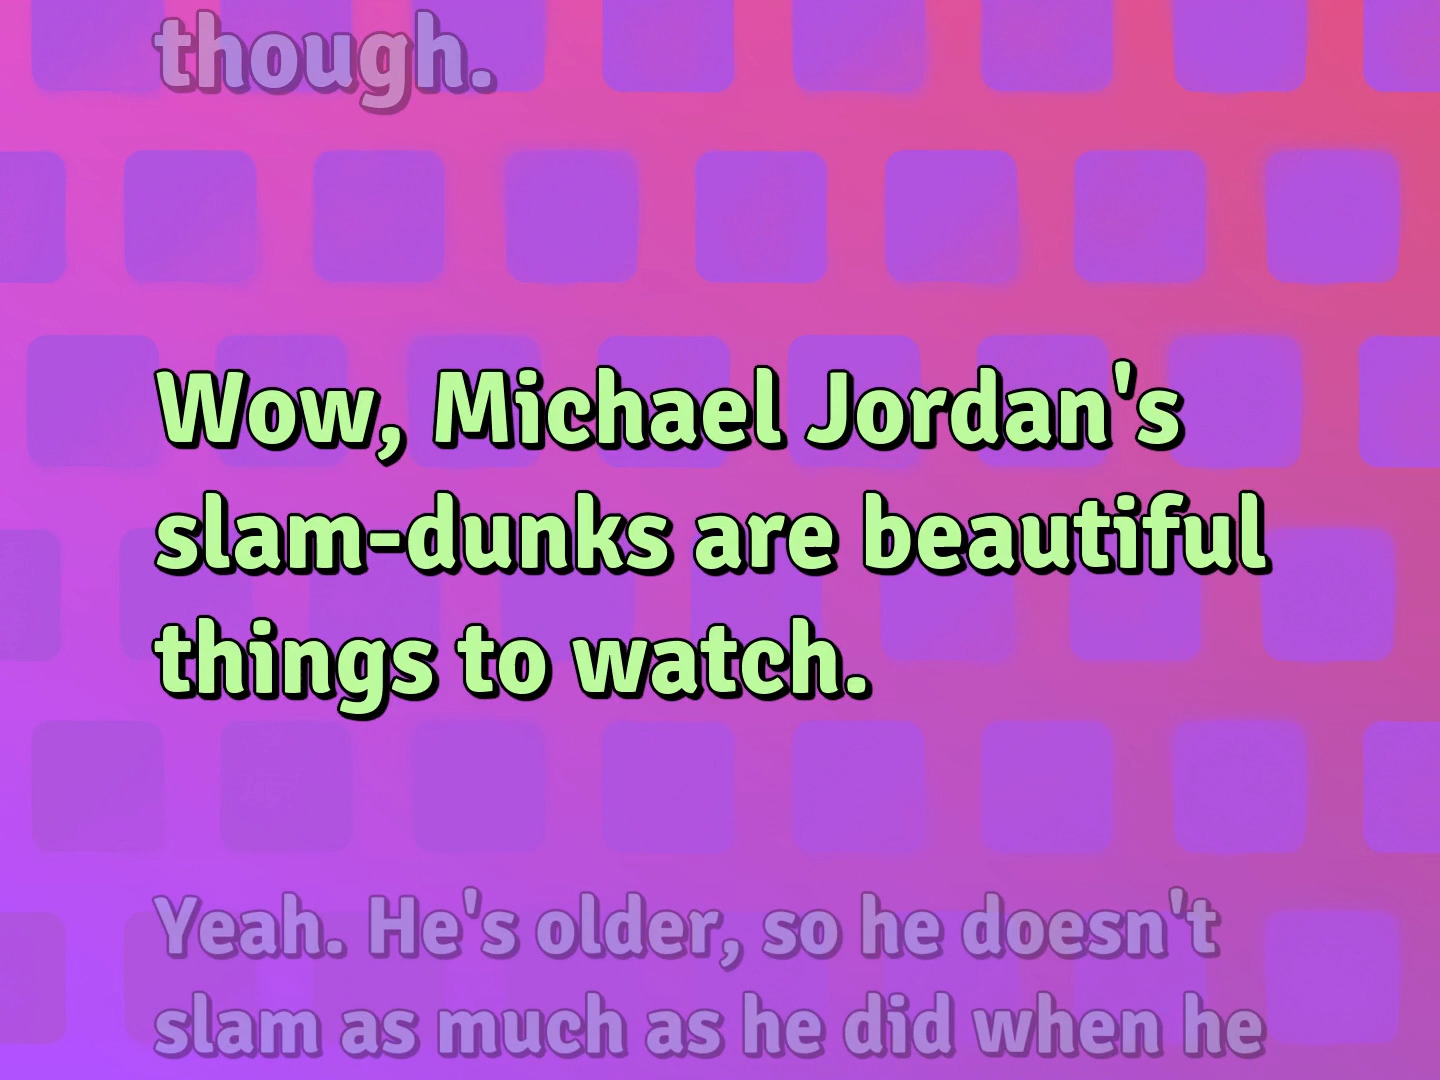 though.
Wow, Michael Jordan's
slam-dunks are beautiful
things to watch.
Yeah. He's older, so he doesn't
slam as much as he did when he